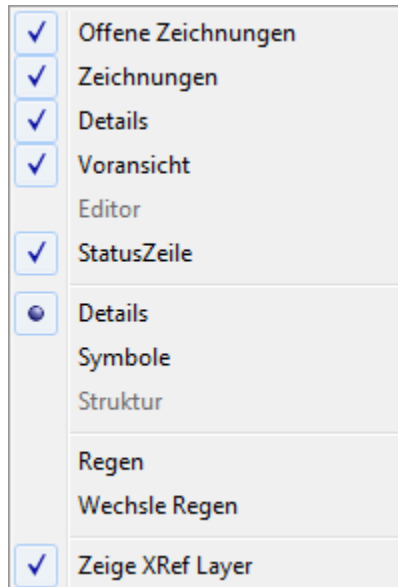 Offene Zeichnungen
Zeichnungen
Details
Voransicht
Editor
StatusZeile
Details
Symbole
Struktur
Regen
Wechsle Regen
Zeige XRef Layer